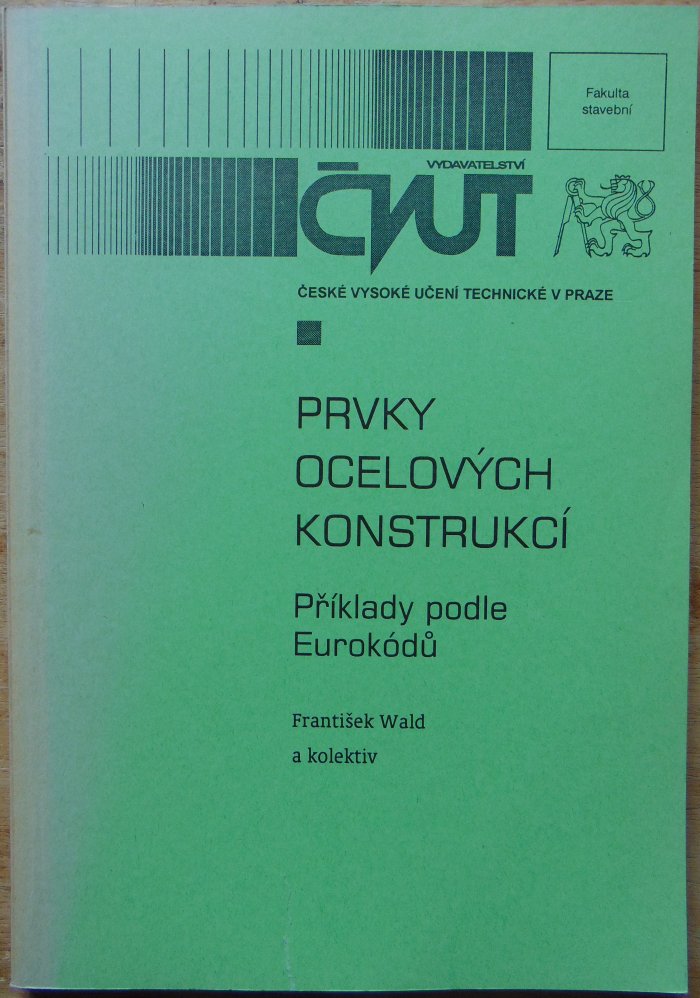 Fakulta
stavební
VYDAVATELSTVÍ
ČVUT
ČESKÉ VYSOKÉ UČENÍ TECHNICKÉ V PRAZE
PRVKY
OCELOVÝCH
KONSTRUKCÍ
Příklady podle
Eurokódů
František Wald
a kolektiv